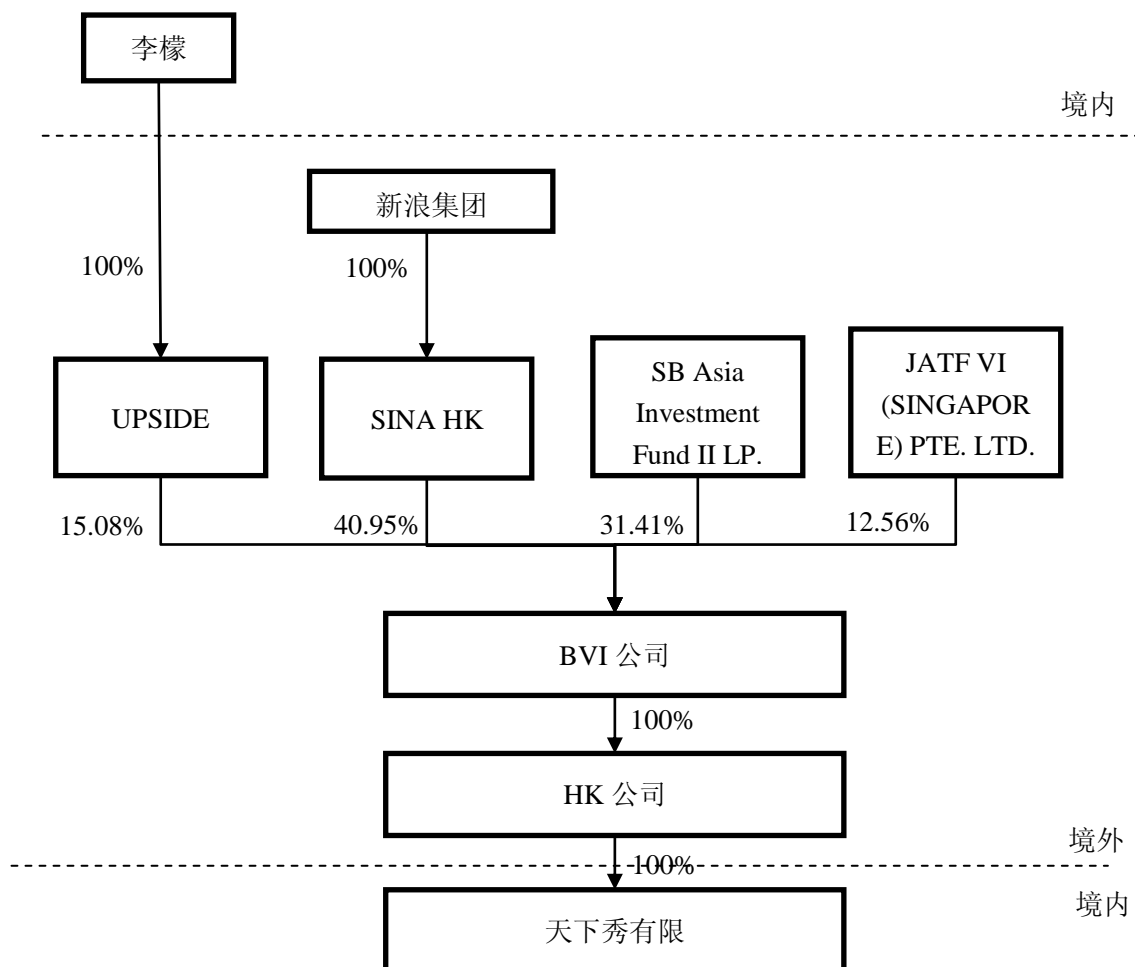 李檬
境内
新浪集团
100%
100%
UPSIDE
SINA HK
SB Asia
Investment
Fund II LP.
JATF VI
(SINGAPOR
E) PTE. LTD.
15.08%
40.95%
31.41%
12.56%
BVI 公司
100%
HK 公司
境外
100%
境内
天下秀有限